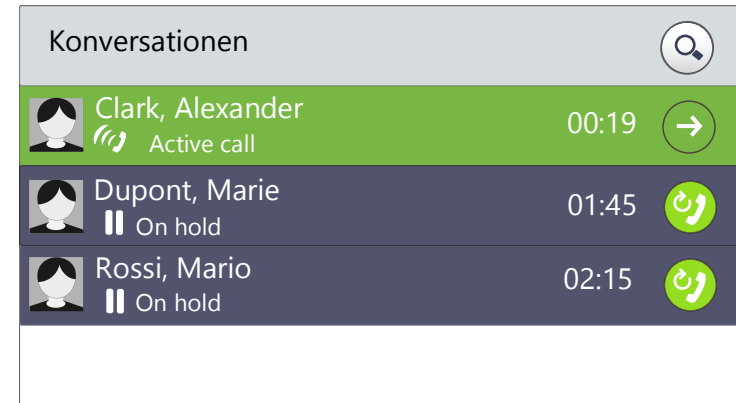 Konversationen
Clark, Alexander
00:19
Active call
Dupont, Marie
01:45
On hold
Rossi, Mario
02:15
On hold